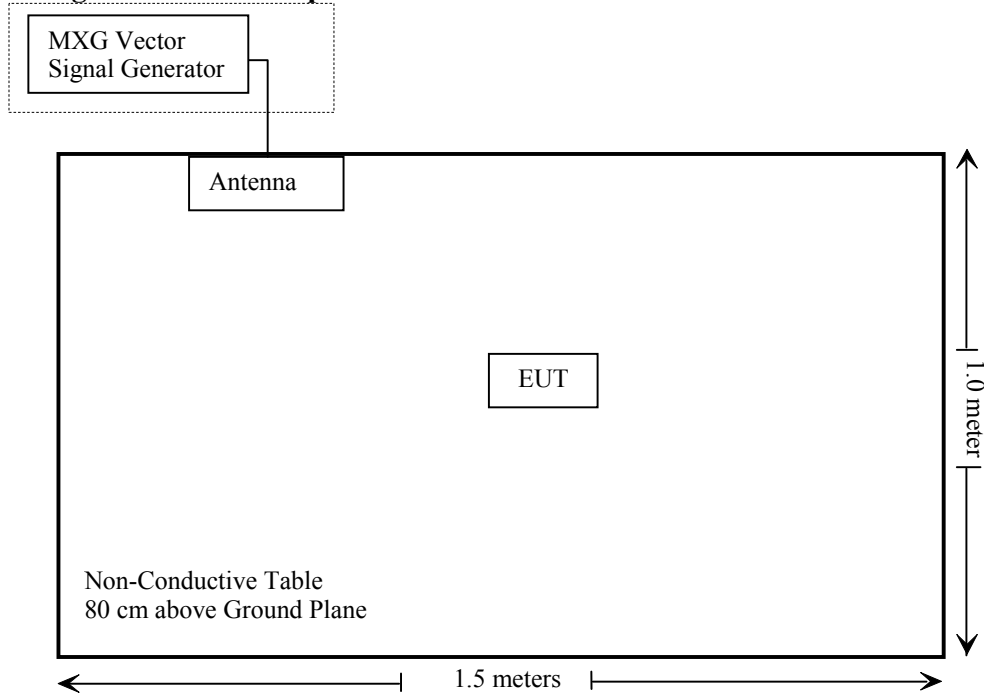 MXG Vector
Signal Generator
Antenna
EUT
1.0 meter
Non-Conductive Table
80 cm above Ground Plane
1.5 meters